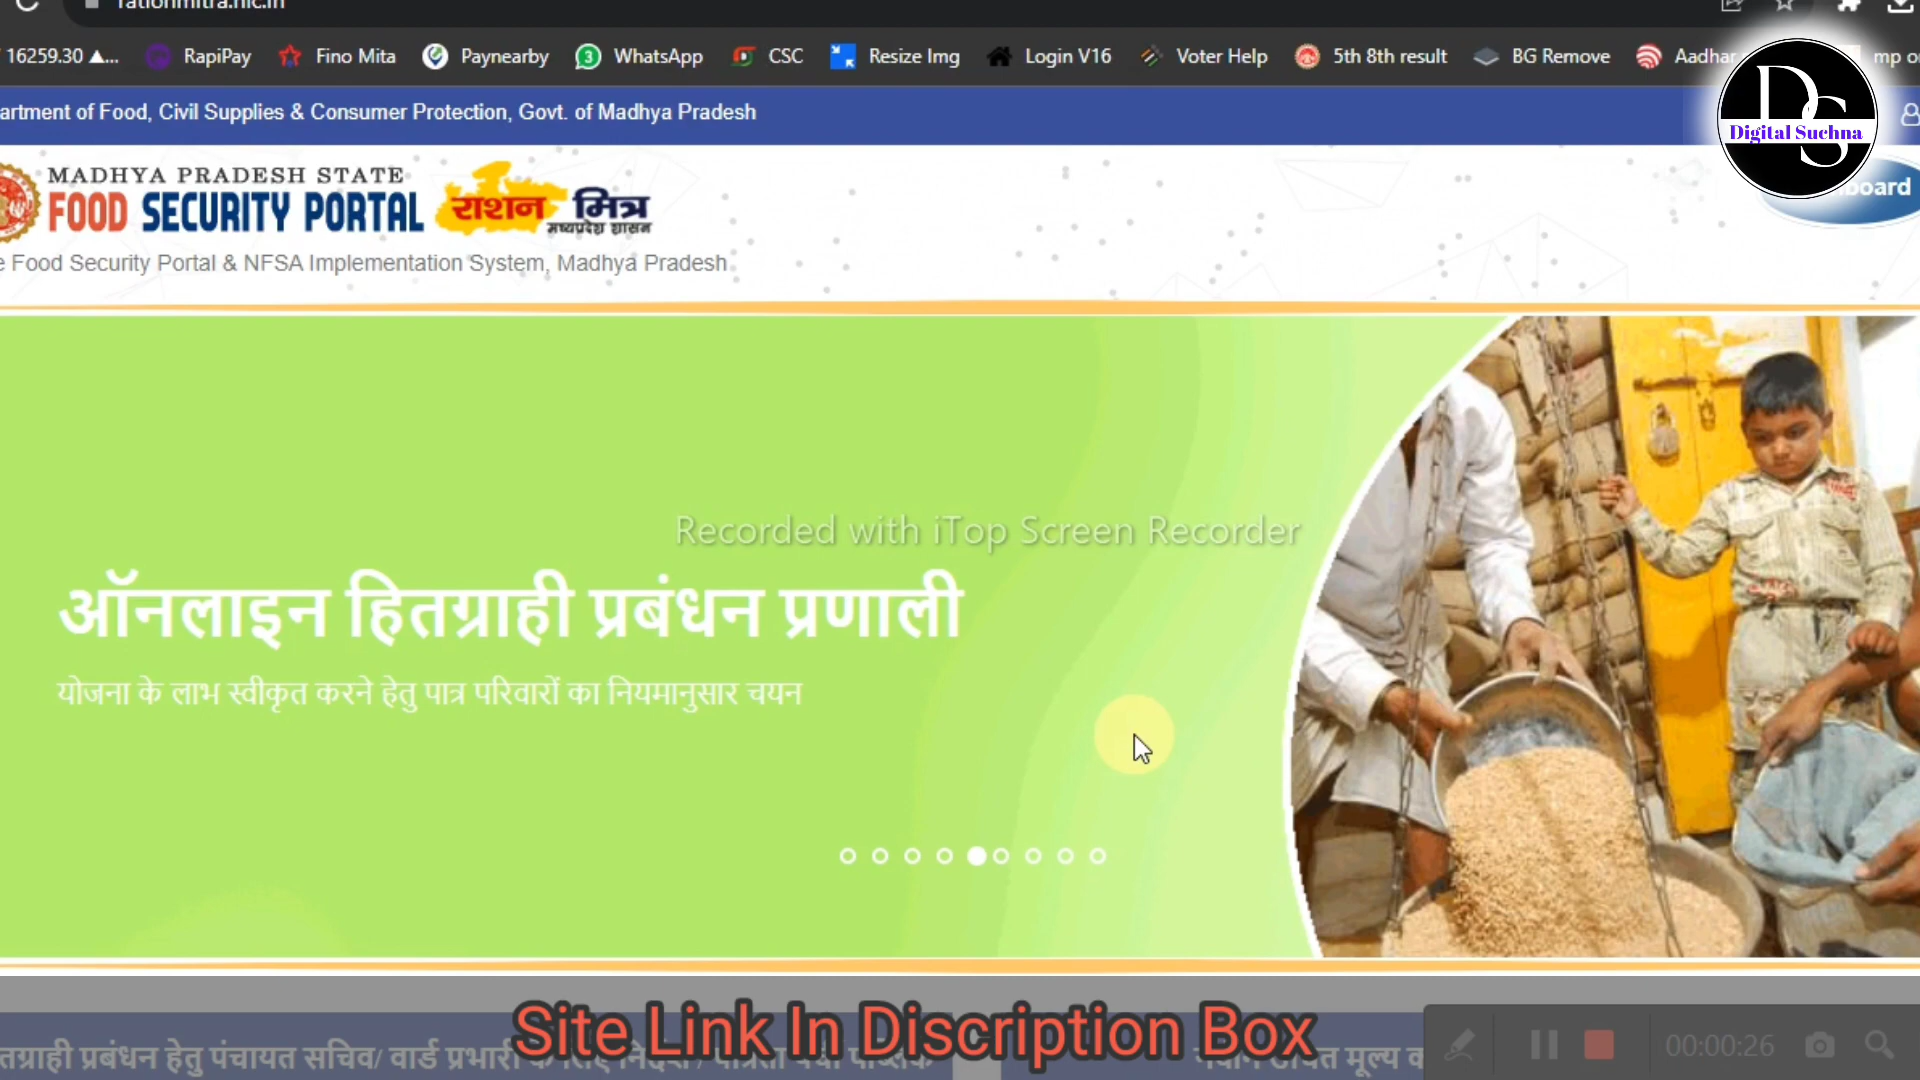 rationmitra.nic.in
16259.30 ▲... RapiPay Fino Mita Paynearby 3 WhatsApp CSC Resize Img Login V16 Voter Help 5th 8th result BG Remove Aadhar mp o
artment of Food, Civil Supplies & Consumer Protection, Govt. of Madhya Pradesh
DS
Digital Suchna
MADHYA PRADESH STATE
FOOD SECURITY PORTAL
राशन मित्र
मध्यप्रदेश शासन
board
e Food Security Portal & NFSA Implementation System, Madhya Pradesh
Recorded with iTop Screen Recorder
ऑनलाइन हितग्राही प्रबंधन प्रणाली
योजना के लाभ स्वीकृत करने हेतु पात्र परिवारों का नियमानुसार चयन
Site Link In Discription Box
तग्राही प्रबंधन हेतु पंचायत सचिव/ वार्ड प्रभारी
मूल्य
00:00:26